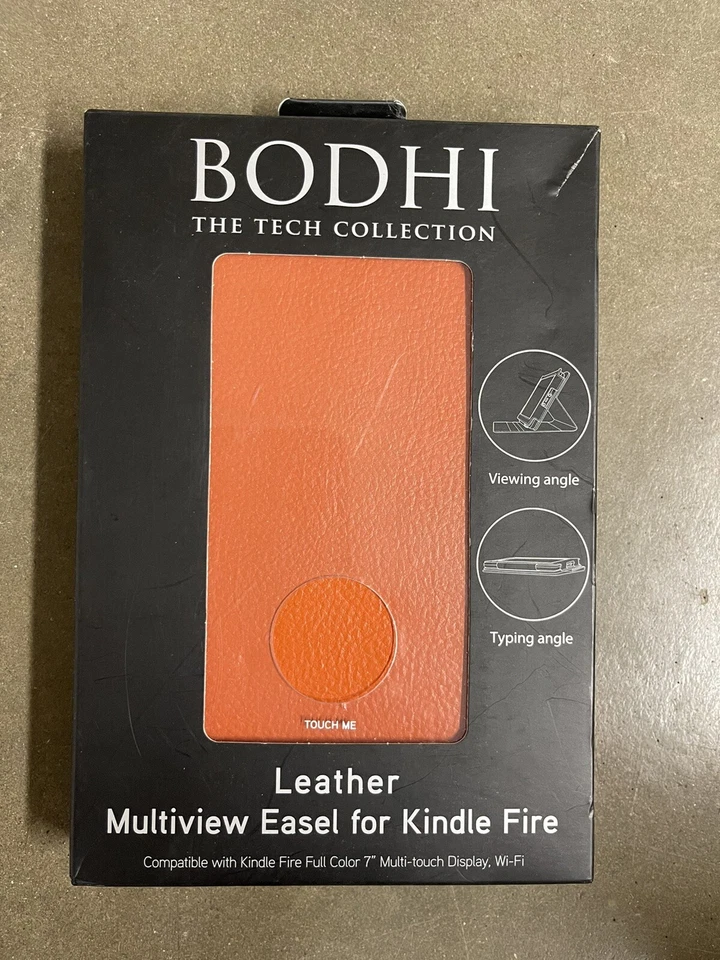 BODHI
THE TECH COLLECTION
Viewing angle
Typing angle
TOUCH ME
Leather
Multiview Easel for Kindle Fire
Compatible with Kindle Fire Full Color 7” Multi-touch Display, Wi-Fi